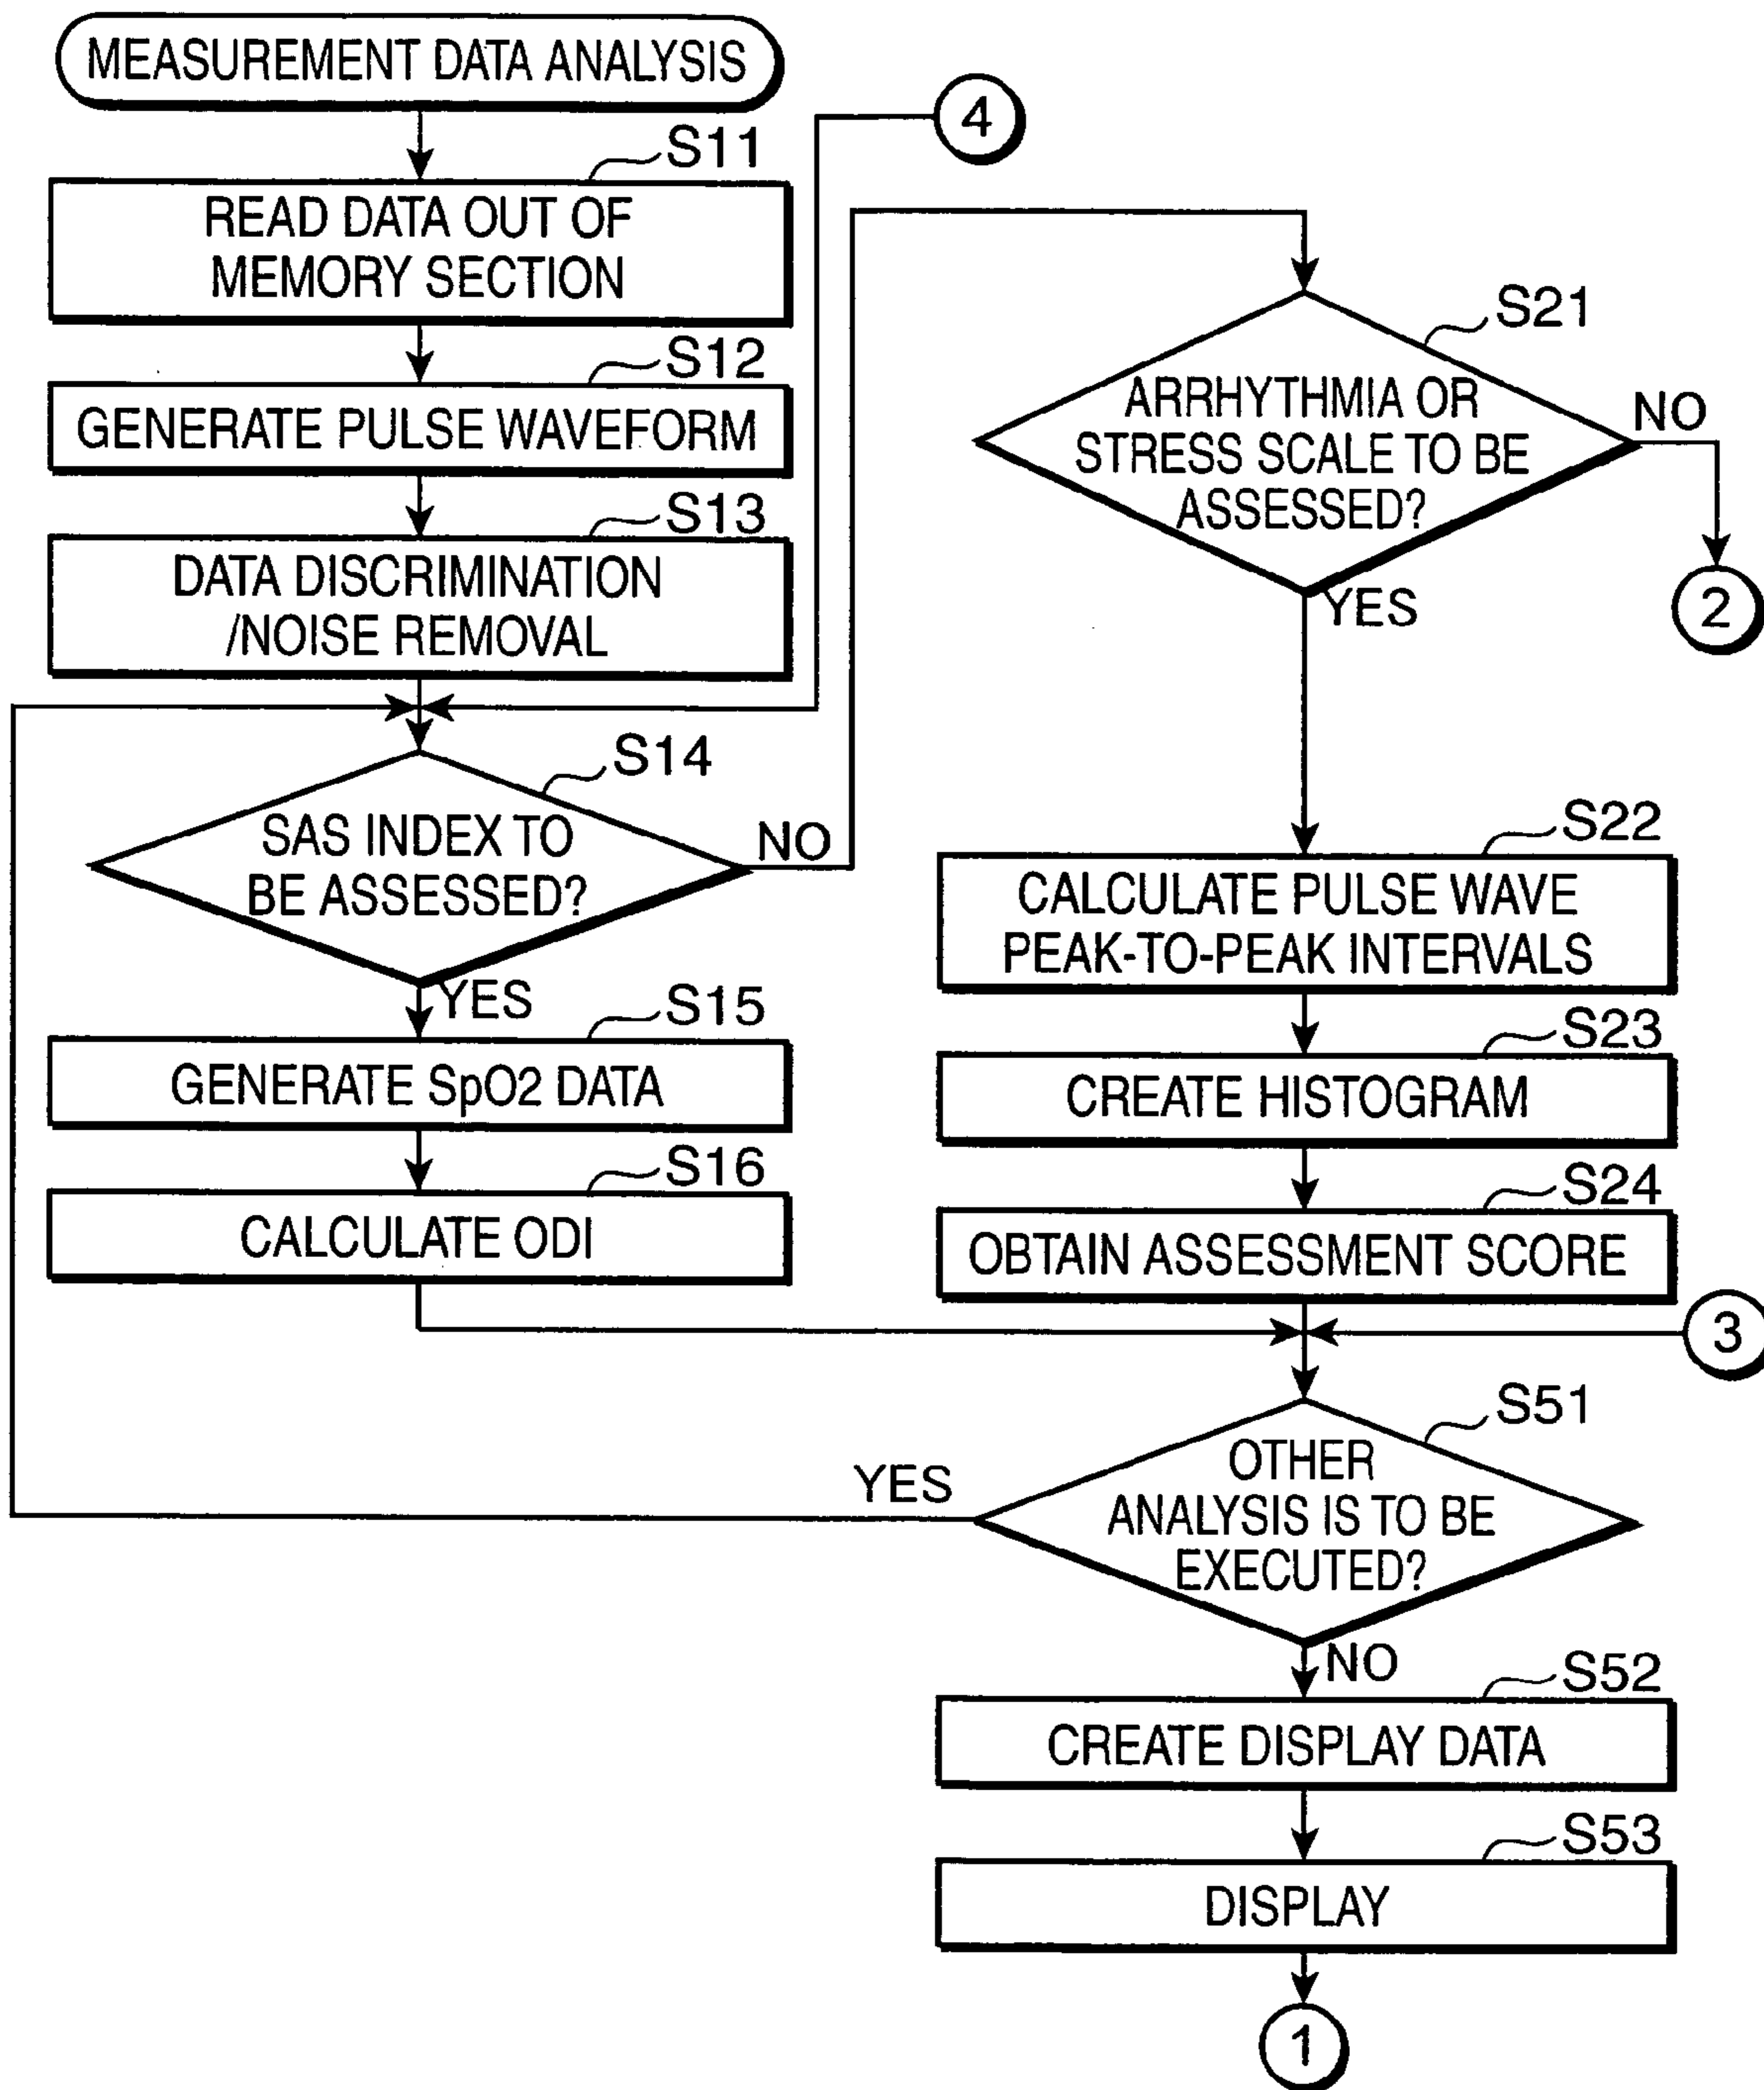 MEASUREMENT DATA ANALYSIS
S11
READ DATA OUT OF
MEMORY SECTION
S12
GENERATE PULSE WAVEFORM
S13
DATA DISCRIMINATION
/NOISE REMOVAL
S14
SAS INDEX TO
BE ASSESSED?
NO
YES
S15
GENERATE SpO2 DATA
S16
CALCULATE ODI
4
S21
ARRHYTHMIA OR
STRESS SCALE TO BE
ASSESSED?
NO
2
YES
S22
CALCULATE PULSE WAVE
PEAK-TO-PEAK INTERVALS
S23
CREATE HISTOGRAM
S24
OBTAIN ASSESSMENT SCORE
3
S51
OTHER
ANALYSIS IS TO BE
EXECUTED?
YES
NO
S52
CREATE DISPLAY DATA
S53
DISPLAY
1